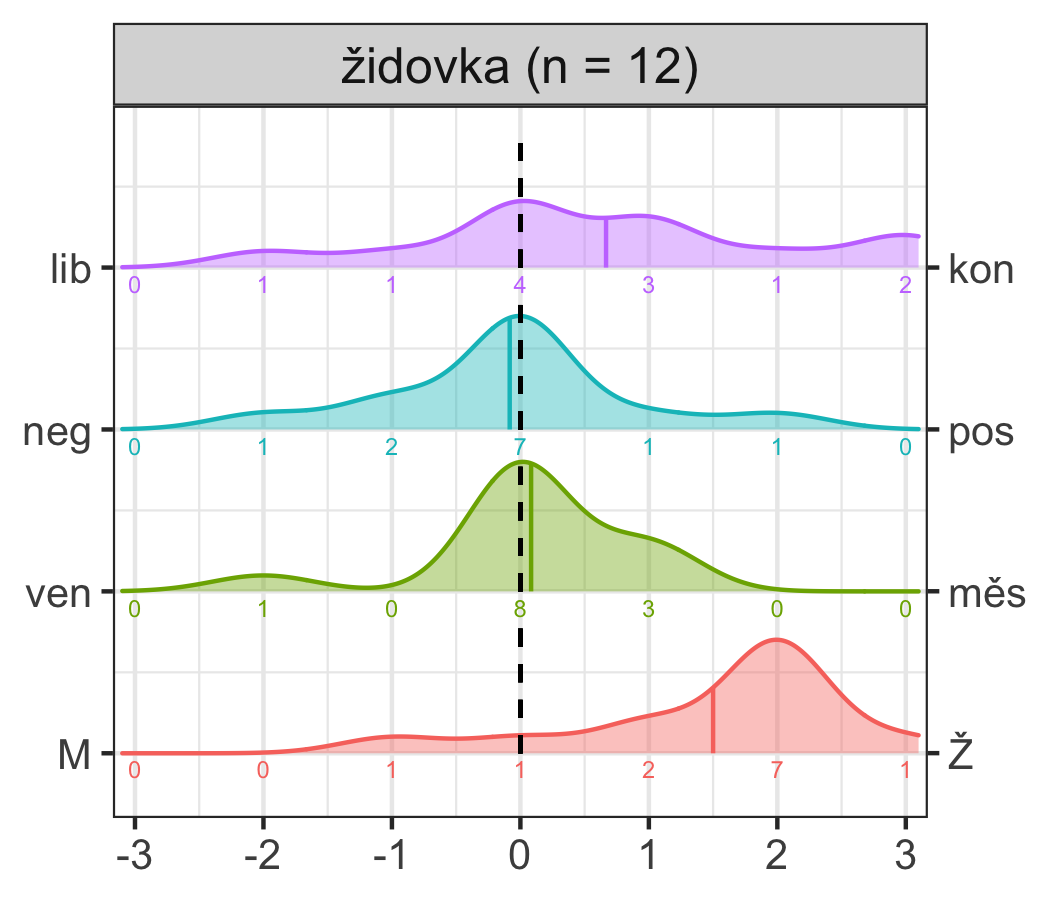 židovka (n = 12)
lib kon
0 1 1 4 3 1 2
neg pos
0 1 2 7 1 1 0
ven měs
0 1 0 8 3 0 0
M Ž
0 0 1 1 2 7 1
-3 -2 -1 0 1 2 3